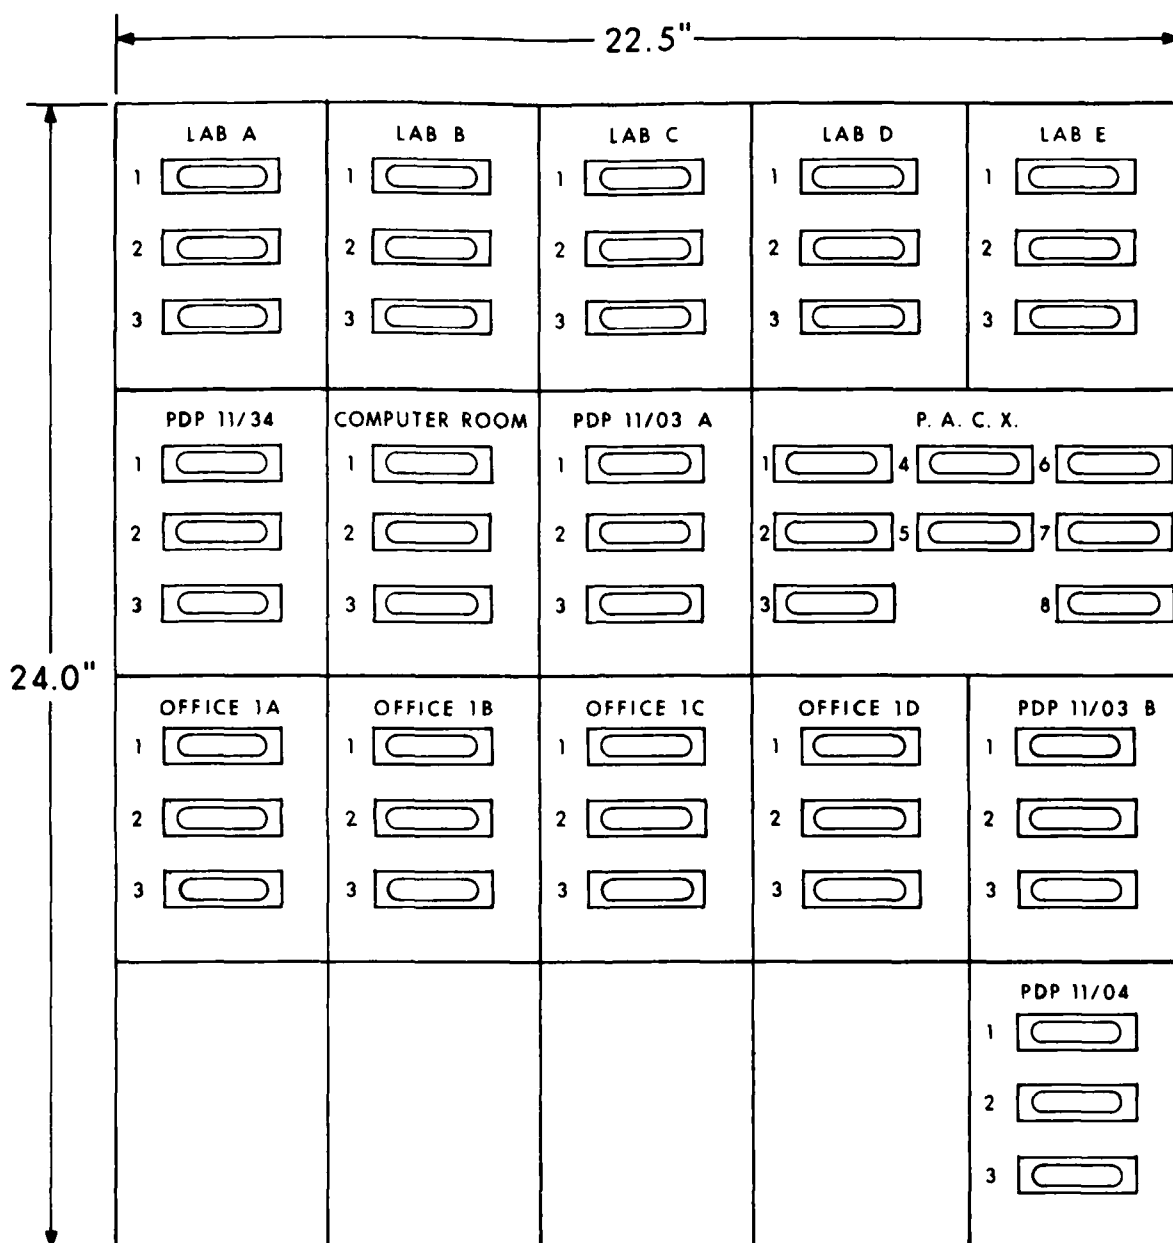 22.5"
LAB A LAB B LAB C LAB D LAB E
1 1 1 1 1
2 2 2 2 2
3 3 3 3 3
PDP 11/34 COMPUTER ROOM PDP 11/03 A P. A. C. X.
1 1 1 1 4 6
2 2 2 2 5 7
3 3 3 3 8
24.0"
OFFICE 1A OFFICE 1B OFFICE 1C OFFICE 1D PDP 11/03 B
1 1 1 1 1
2 2 2 2 2
3 3 3 3 3
PDP 11/04
1
2
3